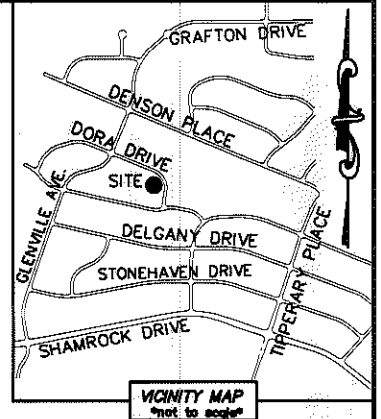 GRAFTON DRIVE
DENSON PLACE
DORA DRIVE
SITE
GLENVILLE AVE.
DELGANY DRIVE
STONEHAVEN DRIVE
TIPPERARY PLACE
SHAMROCK DRIVE
VICINITY MAP
*not to scale*